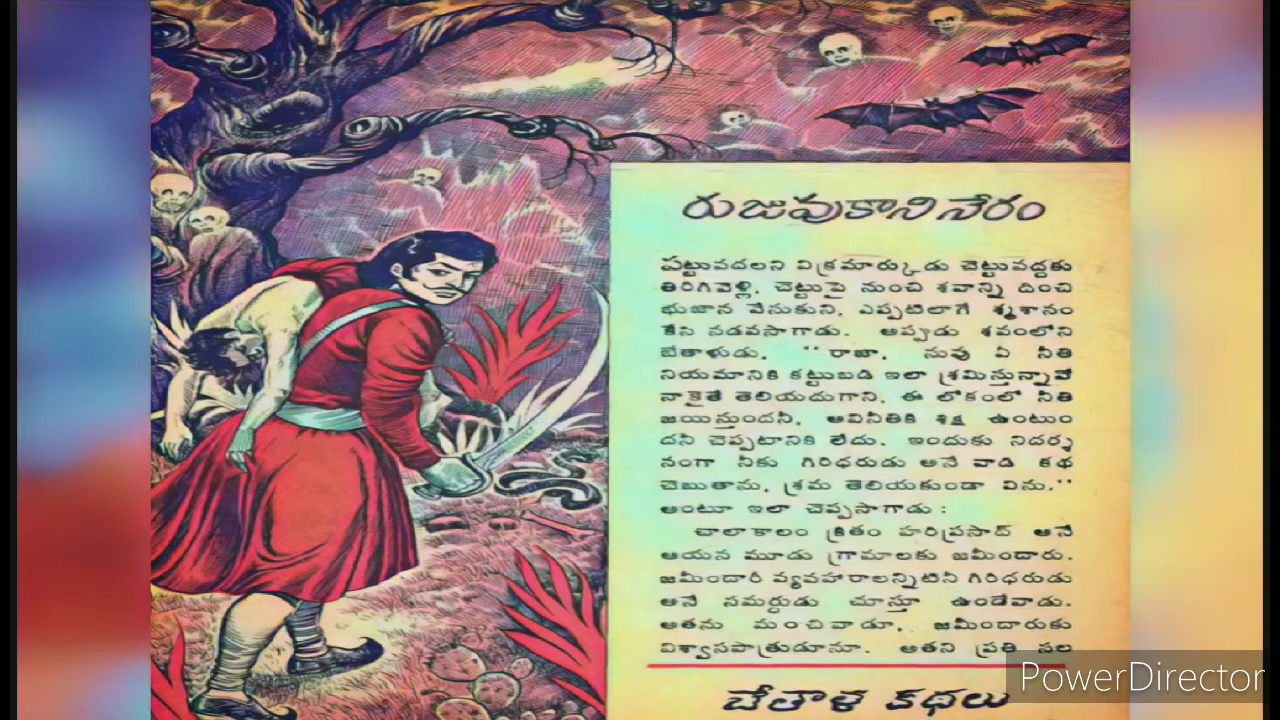 రుజువుకాని నేరం
పట్టువదలని విక్రమార్కుడు చెట్టువద్దకు
తిరిగివెళ్లి, చెట్టుపై నుంచి శవాన్ని దించి
భుజాన వేసుకుని, ఎప్పటిలాగే శ్మశానం
కేసి నడవసాగాడు. అప్పుడు శవంలోని
బేతాళుడు, "రాజా, నువు ఏ నీతి
నియమానికి కట్టుబడి ఇలా శ్రమిస్తున్నావో
నాకైతే తెలియదుగాని, ఈ లోకంలో నీతి
జయిస్తుందనీ, అవినీతికి శిక్ష ఉంటుం
దనీ చెప్పటానికి లేదు. ఇందుకు నిదర్శ
నంగా నీకు గిరిధరుడు అనే వాడి కథ
చెబుతాను, శ్రమ తెలియకుండా విను."
అంటూ ఇలా చెప్పసాగాడు :
చాలాకాలం క్రితం హరిప్రసాద్ అనే
ఆయన మూడు గ్రామాలకు జమీందారు.
జమీందారీ వ్యవహారాలన్నిటినీ గిరిధరుడు
అనే సమర్థుడు చూస్తూ ఉండేవాడు.
అతను మంచివాడూ, జమీందారుకు
విశ్వాసపాత్రుడూనూ. అతని ప్రతి సల
బేతాళ కథలు
PowerDirector